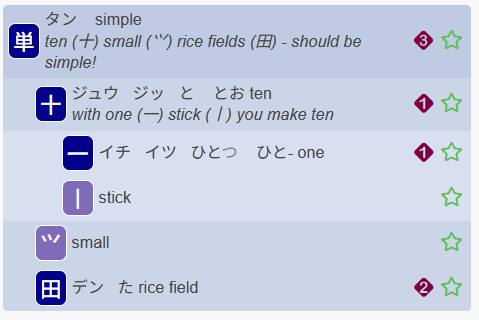 単 タン simple
ten (十) small (⺍) rice fields (田) - should be
simple!
3
十 ジュウ ジッ と とお ten
with one (一) stick (丨) you make ten
1
一 イチ イツ ひとつ ひと- one
1
丨 stick
⺍ small
田 デン た rice field
2